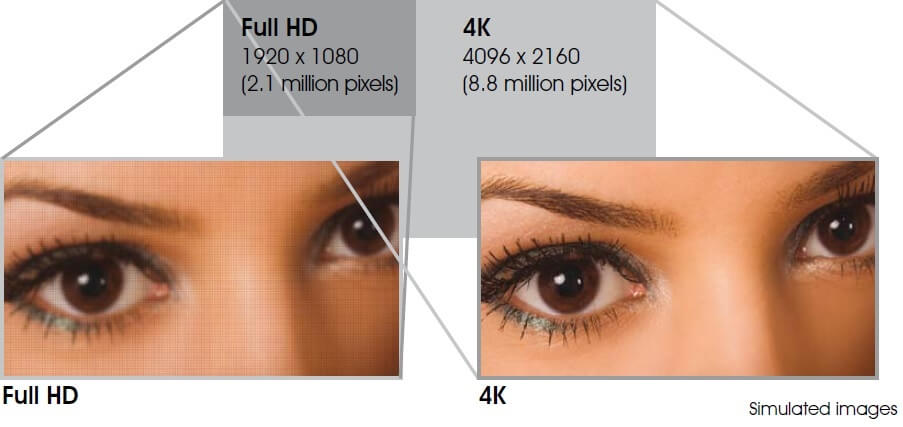 Full HD
1920 x 1080
(2.1 million pixels)
4K
4096 x 2160
(8.8 million pixels)
Full HD
4K
Simulated images